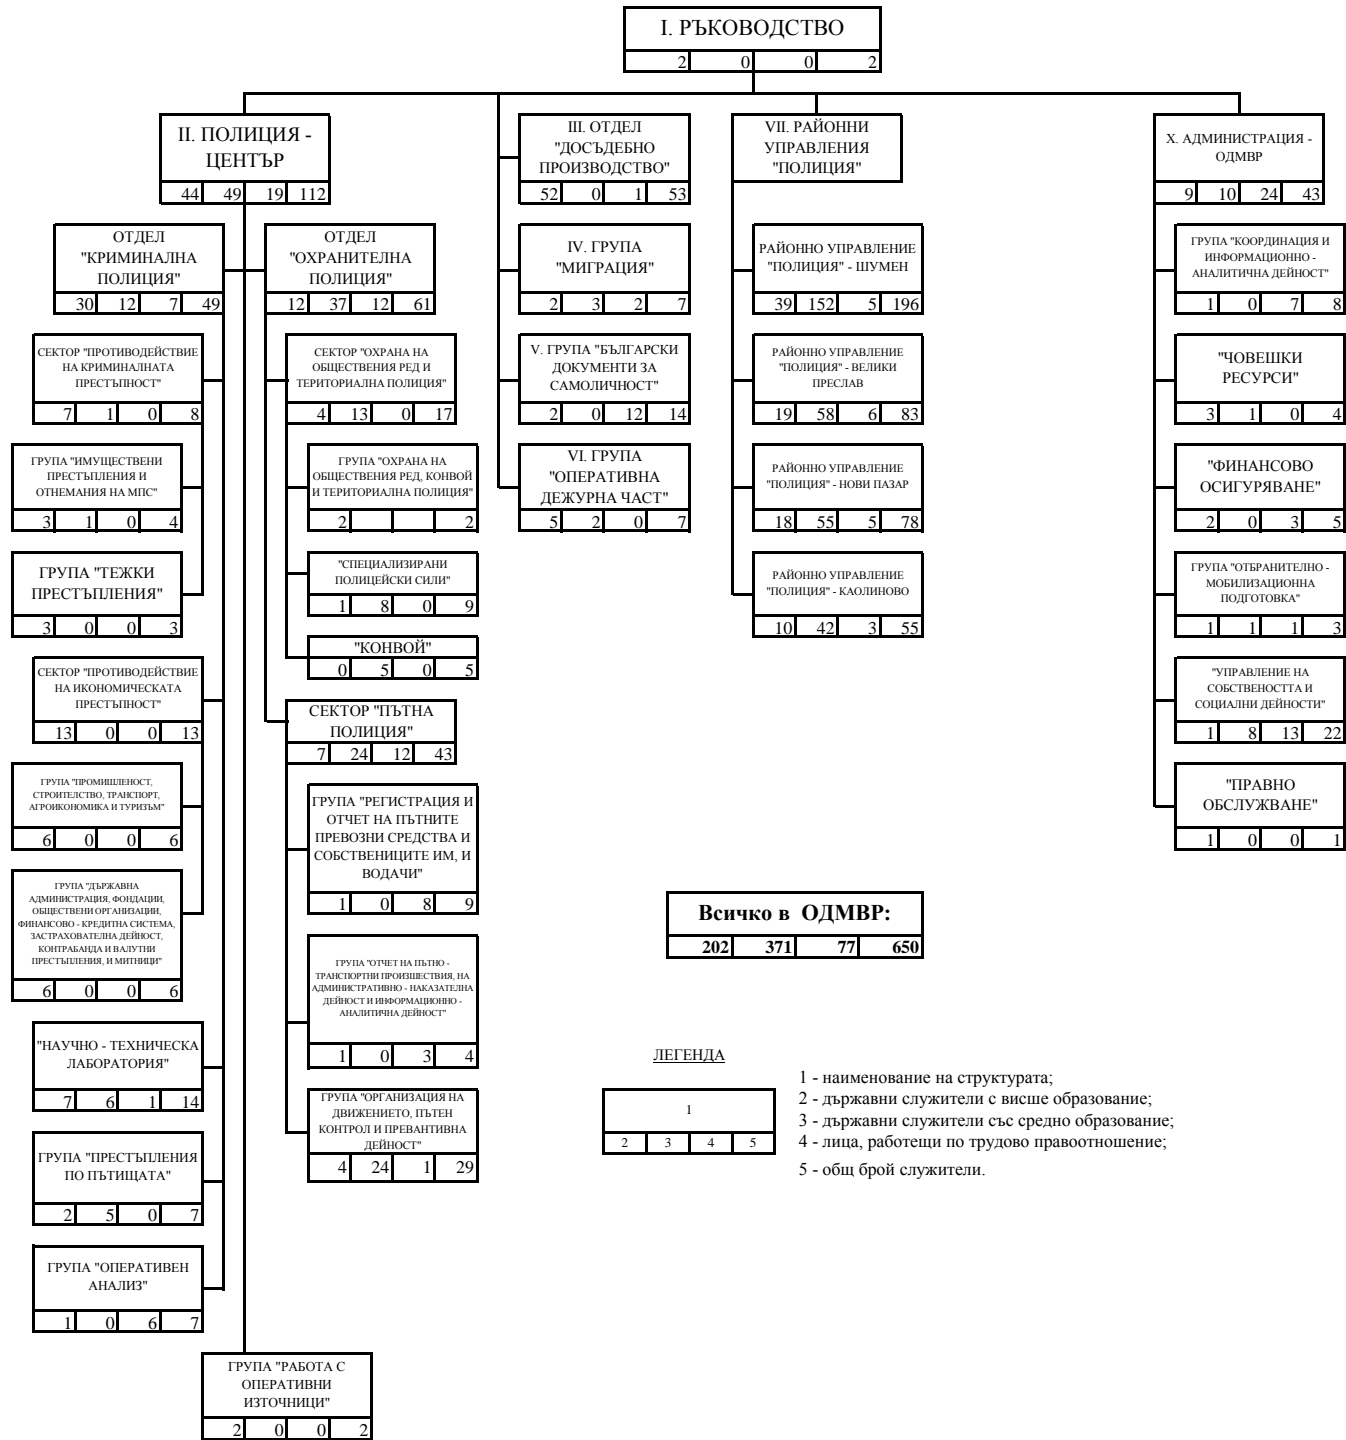 I. РЪКОВОДСТВО
2 0 0 2
II. ПОЛИЦИЯ -
ЦЕНТЪР
44 49 19 112
ОТДЕЛ
"КРИМИНАЛНА
ПОЛИЦИЯ"
30 12 7 49
СЕКТОР "ПРОТИВОДЕЙСТВИЕ
НА КРИМИНАЛНАТА
ПРЕСТЪПНОСТ"
7 1 0 8
ГРУПА "ИМУЩЕСТВЕНИ
ПРЕСТЪПЛЕНИЯ И
ОТНЕМАНИЯ НА МПС"
3 1 0 4
ГРУПА "ТЕЖКИ
ПРЕСТЪПЛЕНИЯ"
3 0 0 3
СЕКТОР "ПРОТИВОДЕЙСТВИЕ
НА ИКОНОМИЧЕСКАТА
ПРЕСТЪПНОСТ"
13 0 0 13
ГРУПА "ПРОМИШЛЕНОСТ,
СТРОИТЕЛСТВО, ТРАНСПОРТ,
АГРОИКОНОМИКА И ТУРИЗЪМ"
6 0 0 6
ГРУПА "ДЪРЖАВНА
АДМИНИСТРАЦИЯ, ФОНДАЦИИ,
ОБЩЕСТВЕНИ ОРГАНИЗАЦИИ,
ФИНАНСОВО - КРЕДИТНА СИСТЕМА,
ЗАСТРАХОВАТЕЛНА ДЕЙНОСТ,
КОНТРАБАНДА И ВАЛУТНИ
ПРЕСТЪПЛЕНИЯ, И МИТНИЦИ"
6 0 0 6
"НАУЧНО - ТЕХНИЧЕСКА
ЛАБОРАТОРИЯ"
7 6 1 14
ГРУПА "ПРЕСТЪПЛЕНИЯ
ПО ПЪТИЩАТА"
2 5 0 7
ГРУПА "ОПЕРАТИВЕН
АНАЛИЗ"
1 0 6 7
ГРУПА "РАБОТА С
ОПЕРАТИВНИ
ИЗТОЧНИЦИ"
2 0 0 2
ОТДЕЛ
"ОХРАНИТЕЛНА
ПОЛИЦИЯ"
12 37 12 61
СЕКТОР "ОХРАНА НА
ОБЩЕСТВЕНИЯ РЕД И
ТЕРИТОРИАЛНА ПОЛИЦИЯ"
4 13 0 17
ГРУПА "ОХРАНА НА
ОБЩЕСТВЕНИЯ РЕД, КОНВОЙ
И ТЕРИТОРИАЛНА ПОЛИЦИЯ"
2 2
"СПЕЦИАЛИЗИРАНИ
ПОЛИЦЕЙСКИ СИЛИ"
1 8 0 9
"КОНВОЙ"
0 5 0 5
СЕКТОР "ПЪТНА
ПОЛИЦИЯ"
7 24 12 43
ГРУПА "РЕГИСТРАЦИЯ И
ОТЧЕТ НА ПЪТНИТЕ
ПРЕВОЗНИ СРЕДСТВА И
СОБСТВЕНИЦИТЕ ИМ, И
ВОДАЧИ"
1 0 8 9
ГРУПА "ОТЧЕТ НА ПЪТНО -
ТРАНСПОРТНИ ПРОИЗШЕСТВИЯ, НА
АДМИНИСТРАТИВНО - НАКАЗАТЕЛНА
ДЕЙНОСТ И ИНФОРМАЦИОННО -
АНАЛИТИЧНА ДЕЙНОСТ"
1 0 3 4
ГРУПА "ОРГАНИЗАЦИЯ НА
ДВИЖЕНИЕТО, ПЪТЕН
КОНТРОЛ И ПРЕВАНТИВНА
ДЕЙНОСТ"
4 24 1 29
III. ОТДЕЛ
"ДОСЪДЕБНО
ПРОИЗВОДСТВО"
52 0 1 53
IV. ГРУПА
"МИГРАЦИЯ"
2 3 2 7
V. ГРУПА "БЪЛГАРСКИ
ДОКУМЕНТИ ЗА
САМОЛИЧНОСТ"
2 0 12 14
VI. ГРУПА
"ОПЕРАТИВНА
ДЕЖУРНА ЧАСТ"
5 2 0 7
VII. РАЙОННИ
УПРАВЛЕНИЯ
"ПОЛИЦИЯ"
РАЙОННО УПРАВЛЕНИЕ
"ПОЛИЦИЯ" - ШУМЕН
39 152 5 196
РАЙОННО УПРАВЛЕНИЕ
"ПОЛИЦИЯ" - ВЕЛИКИ
ПРЕСЛАВ
19 58 6 83
РАЙОННО УПРАВЛЕНИЕ
"ПОЛИЦИЯ" - НОВИ ПАЗАР
18 55 5 78
РАЙОННО УПРАВЛЕНИЕ
"ПОЛИЦИЯ" - КАОЛИНОВО
10 42 3 55
X. АДМИНИСТРАЦИЯ -
ОДМВР
9 10 24 43
ГРУПА "КООРДИНАЦИЯ И
ИНФОРМАЦИОННО -
АНАЛИТИЧНА ДЕЙНОСТ"
1 0 7 8
"ЧОВЕШКИ
РЕСУРСИ"
3 1 0 4
"ФИНАНСОВО
ОСИГУРЯВАНЕ"
2 0 3 5
ГРУПА "ОТБРАНИТЕЛНО -
МОБИЛИЗАЦИОННА
ПОДГОТОВКА"
1 1 1 3
"УПРАВЛЕНИЕ НА
СОБСТВЕНОСТТА И
СОЦИАЛНИ ДЕЙНОСТИ"
1 8 13 22
"ПРАВНО
ОБСЛУЖВАНЕ"
1 0 0 1
Всичко в ОДМВР:
202 371 77 650
ЛЕГЕНДА
1
2 3 4 5
1 - наименование на структурата;
2 - държавни служители с висше образование;
3 - държавни служители със средно образование;
4 - лица, работещи по трудово правоотношение;
5 - общ брой служители.